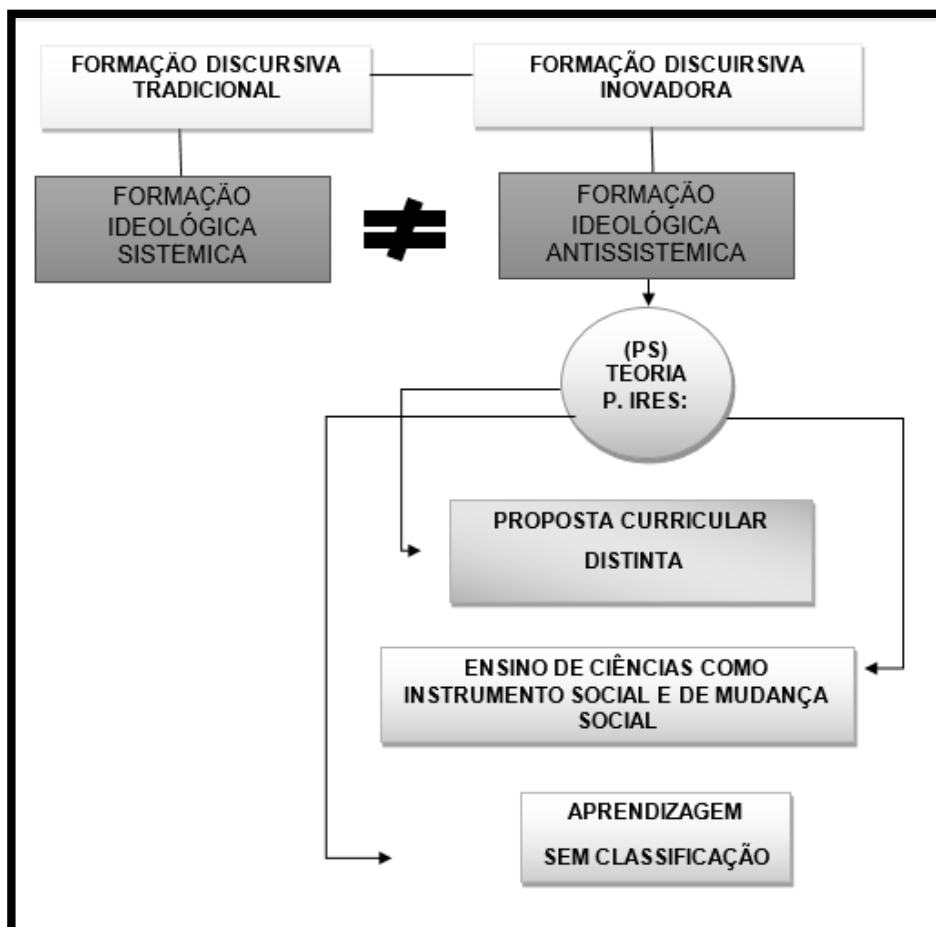 FORMAÇÃO DISCURSIVA
TRADICIONAL
FORMAÇÃO DISCUIRSIVA
INOVADORA
FORMAÇÃO
IDEOLÓGICA
SISTEMICA
≠
FORMAÇÃO
IDEOLÓGICA
ANTISSISTEMICA
(PS)
TEORIA
P. IRES:
PROPOSTA CURRICULAR
DISTINTA
ENSINO DE CIÊNCIAS COMO
INSTRUMENTO SOCIAL E DE MUDANÇA
SOCIAL
APRENDIZAGEM
SEM CLASSIFICAÇÃO